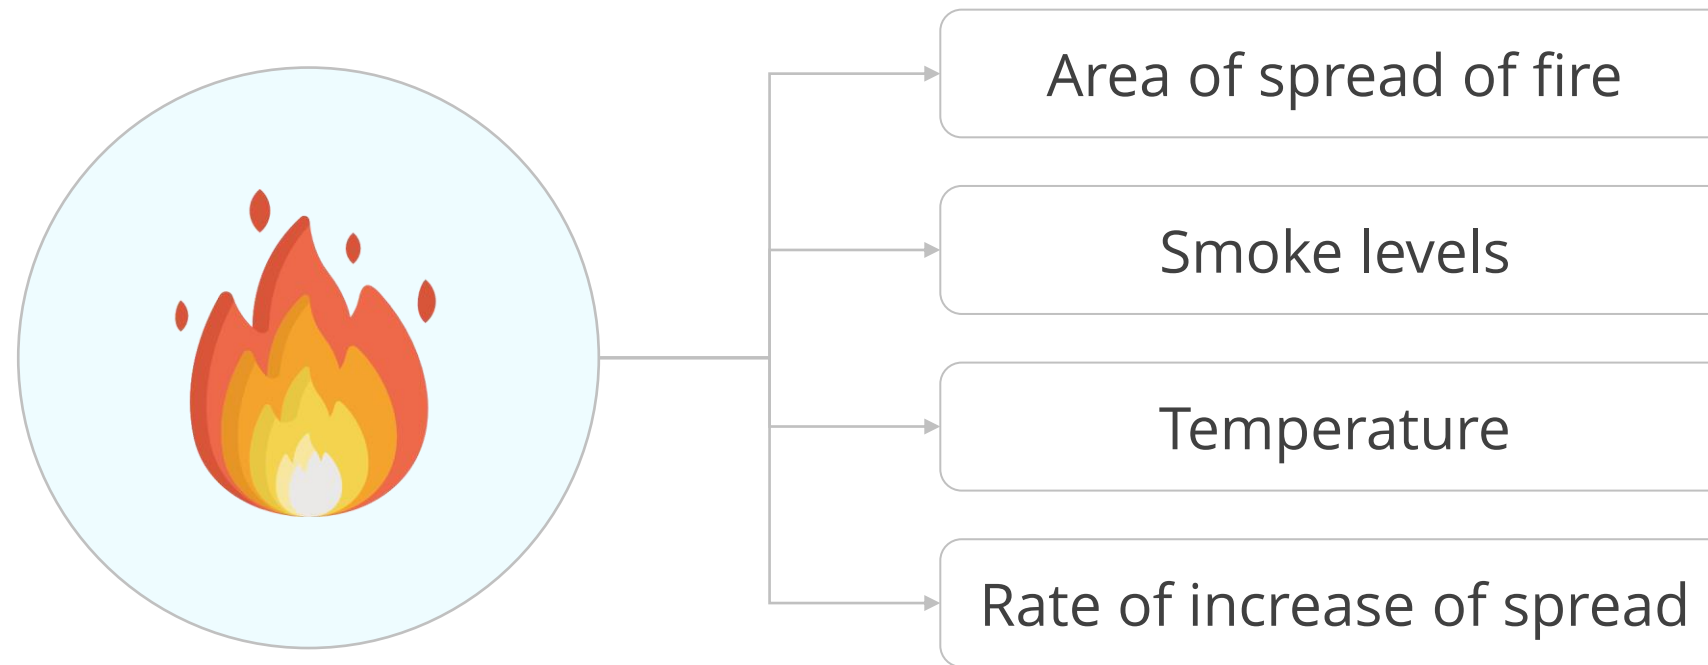 Area of spread of fire
Smoke levels
Temperature
Rate of increase of spread